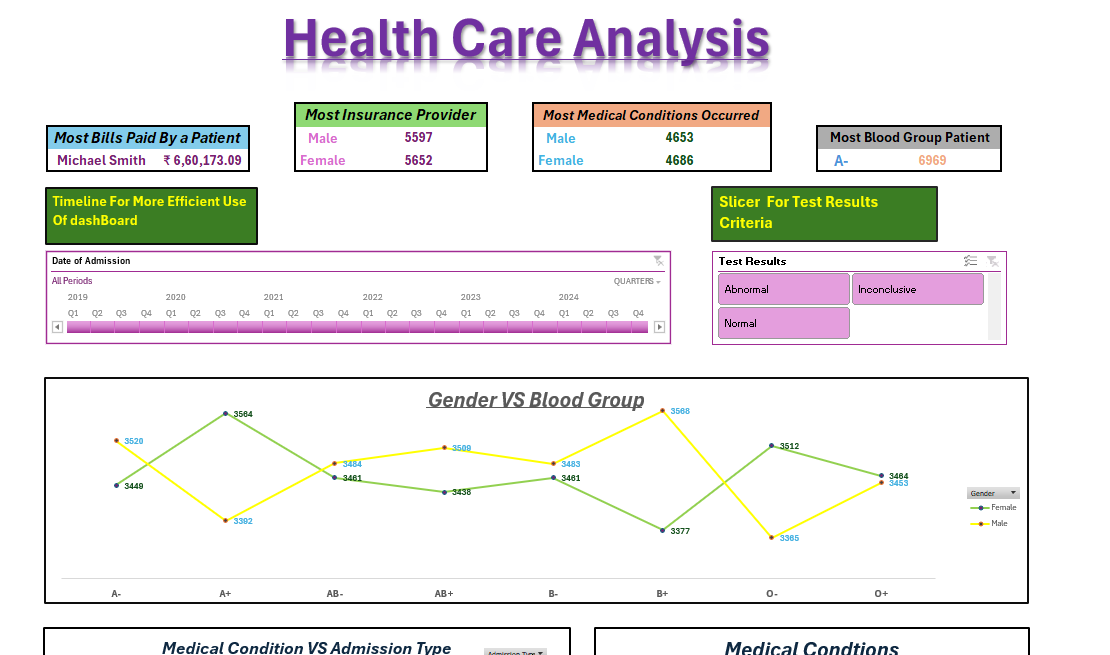 Health Care Analysis
Most Bills Paid By a Patient
Michael Smith ₹ 6,60,173.09
Most Insurance Provider
Male 5597
Female 5652
Most Medical Conditions Occurred
Male 4653
Female 4686
Most Blood Group Patient
A- 6969
Timeline For More Efficient Use
Of dashBoard
Slicer For Test Results
Criteria
Date of Admission
All Periods QUARTERS
2019 2020 2021 2022 2023 2024
Q1 Q2 Q3 Q4 Q1 Q2 Q3 Q4 Q1 Q2 Q3 Q4 Q1 Q2 Q3 Q4 Q1 Q2 Q3 Q4 Q1 Q2 Q3 Q4
Test Results
Abnormal Inconclusive
Normal
Gender VS Blood Group
3520 3564 3484 3509 3483 3568 3512 3464
3449 3392 3461 3438 3461 3377 3365 3453
Gender
Female
Male
A- A+ AB- AB+ B- B+ O- O+
Medical Condition VS Admission Type
Admission Type
Medical Condtions